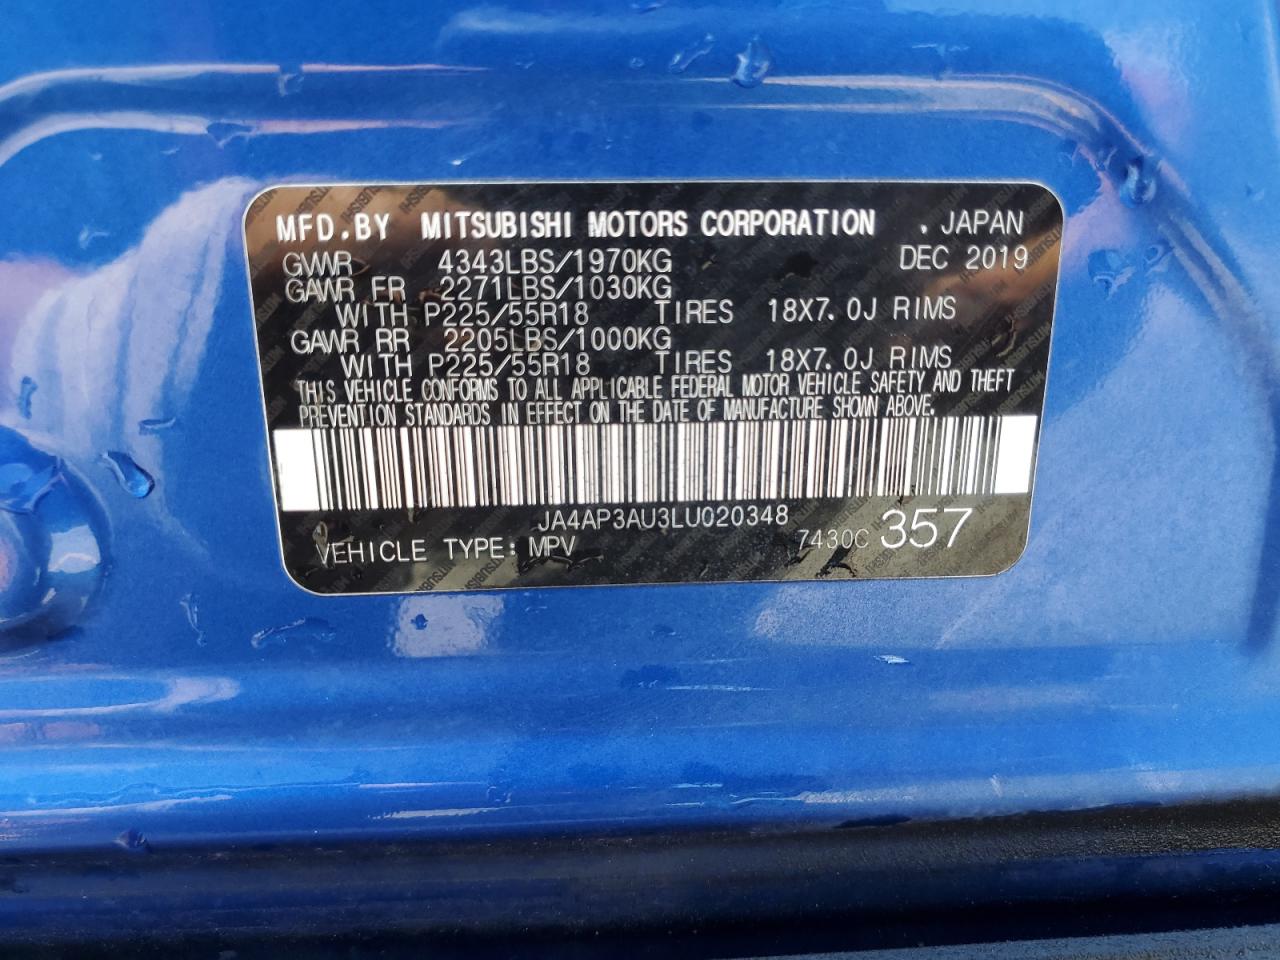 MFD.BY MITSUBISHI MOTORS CORPORATION , JAPAN
GVWR 4343LBS/1970KG DEC 2019
GAWR FR 2271LBS/1030KG
WITH P225/55R18 TIRES 18X7.0J RIMS
GAWR RR 2205LBS/1000KG
WITH P225/55R18 TIRES 18X7.0J RIMS
THIS VEHICLE CONFORMS TO ALL APPLICABLE FEDERAL MOTOR VEHICLE SAFETY AND THEFT
PREVENTION STANDARDS IN EFFECT ON THE DATE OF MANUFACTURE SHOWN ABOVE.
JA4AP3AU3LU020348
VEHICLE TYPE: MPV 7430C 357